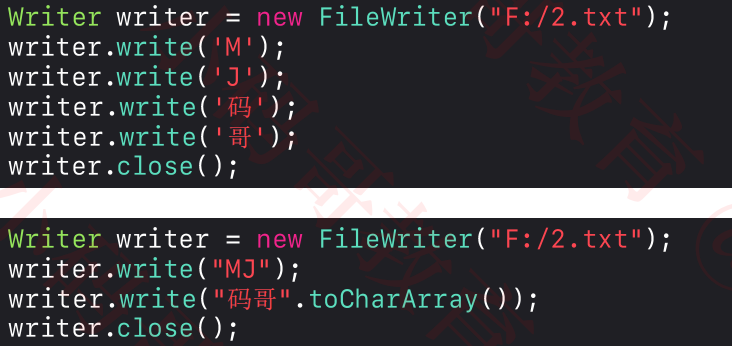 Writer writer = new FileWriter("F:/2.txt");
writer.write('M');
writer.write('J');
writer.write('码');
writer.write('哥');
writer.close();
Writer writer = new FileWriter("F:/2.txt");
writer.write("MJ");
writer.write("码哥".toCharArray());
writer.close();